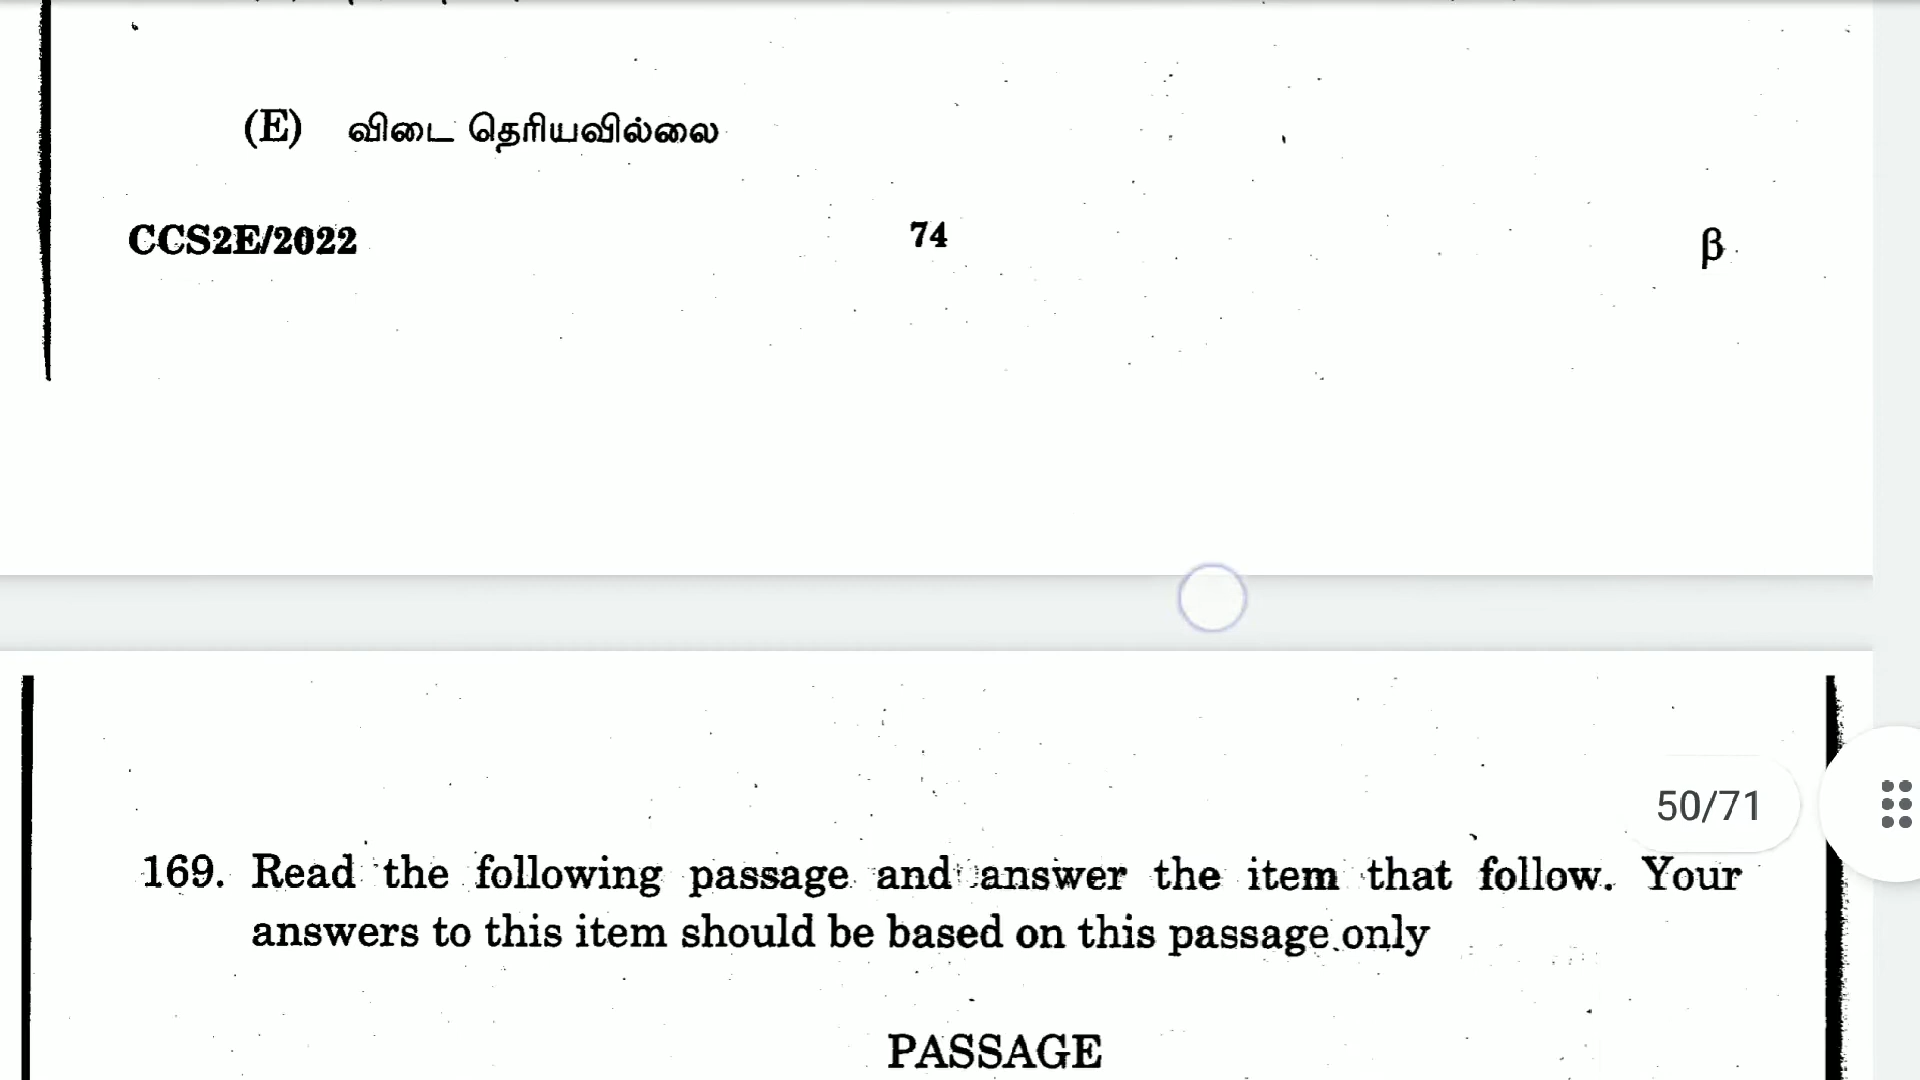 (E) விடை தெரியவில்லை
CCS2E/2022 74 β
50/71
169. Read the following passage and answer the item that follow. Your
answers to this item should be based on this passage only
PASSAGE